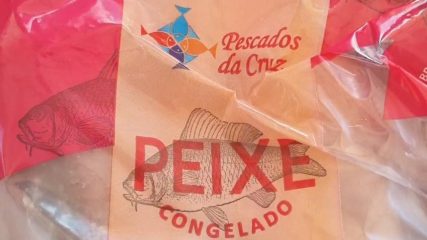 Pescados
da Cruz
PEIXE
CONGELADO